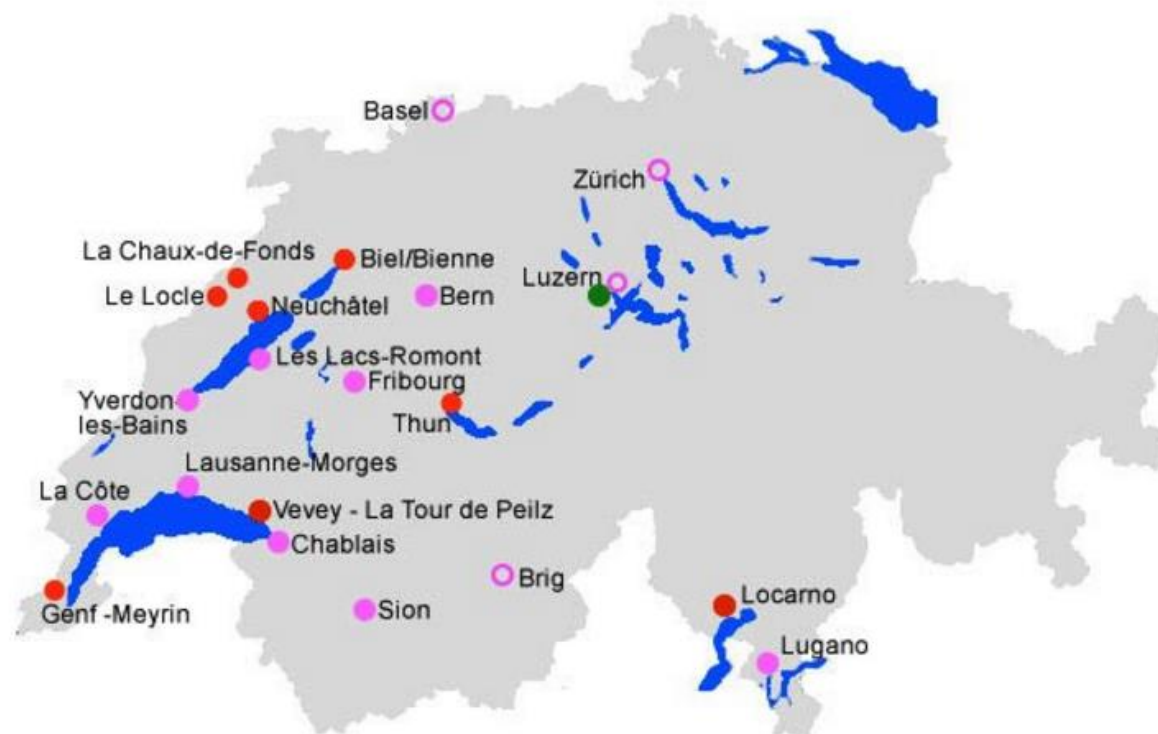 Basel
Zürich
La Chaux-de-Fonds
Biel/Bienne
Luzern
Le Locle
Bern
Neuchâtel
Les Lacs-Romont
Fribourg
Yverdon-
les-Bains
Thun
Lausanne-Morges
La Côte
Vevey - La Tour de Peilz
Chablais
Brig
Genf -Meyrin
Sion
Locarno
Lugano